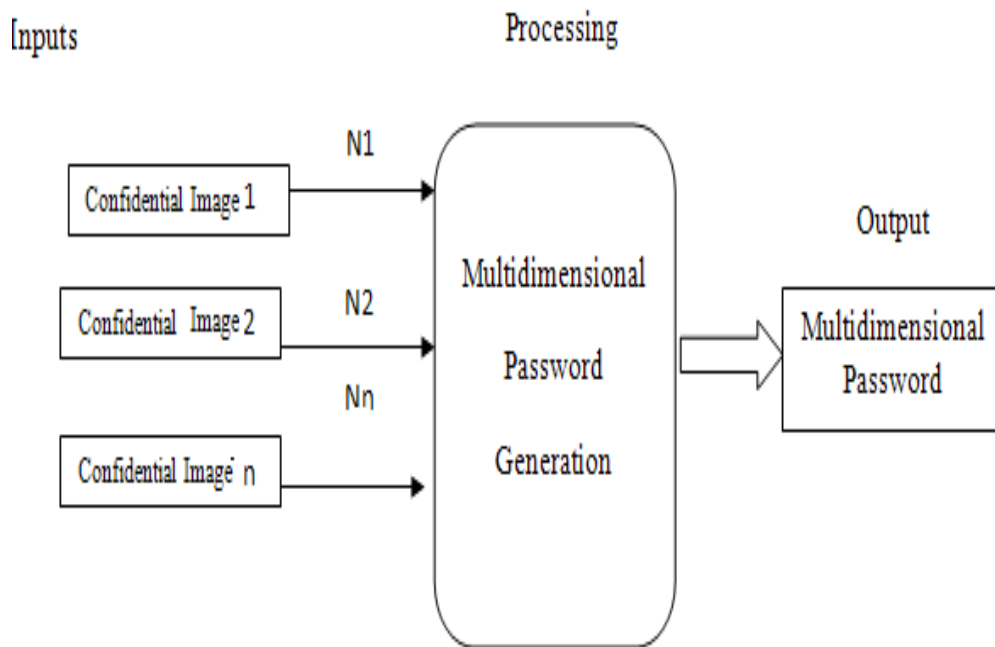 Inputs
Processing
N1
Confidential Image 1
Output
N2
Confidential Image 2
Multidimensional
Password
Generation
Multidimensional
Password
Nn
Confidential Image n